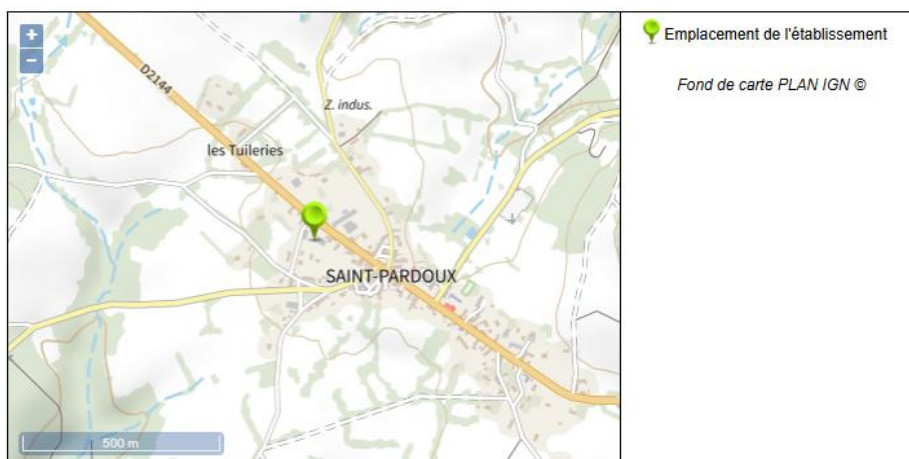 +
−
D2144
Z. indus.
les Tuileries
SAINT-PARDOUX
500 m
Emplacement de l'établissement
Fond de carte PLAN IGN ©